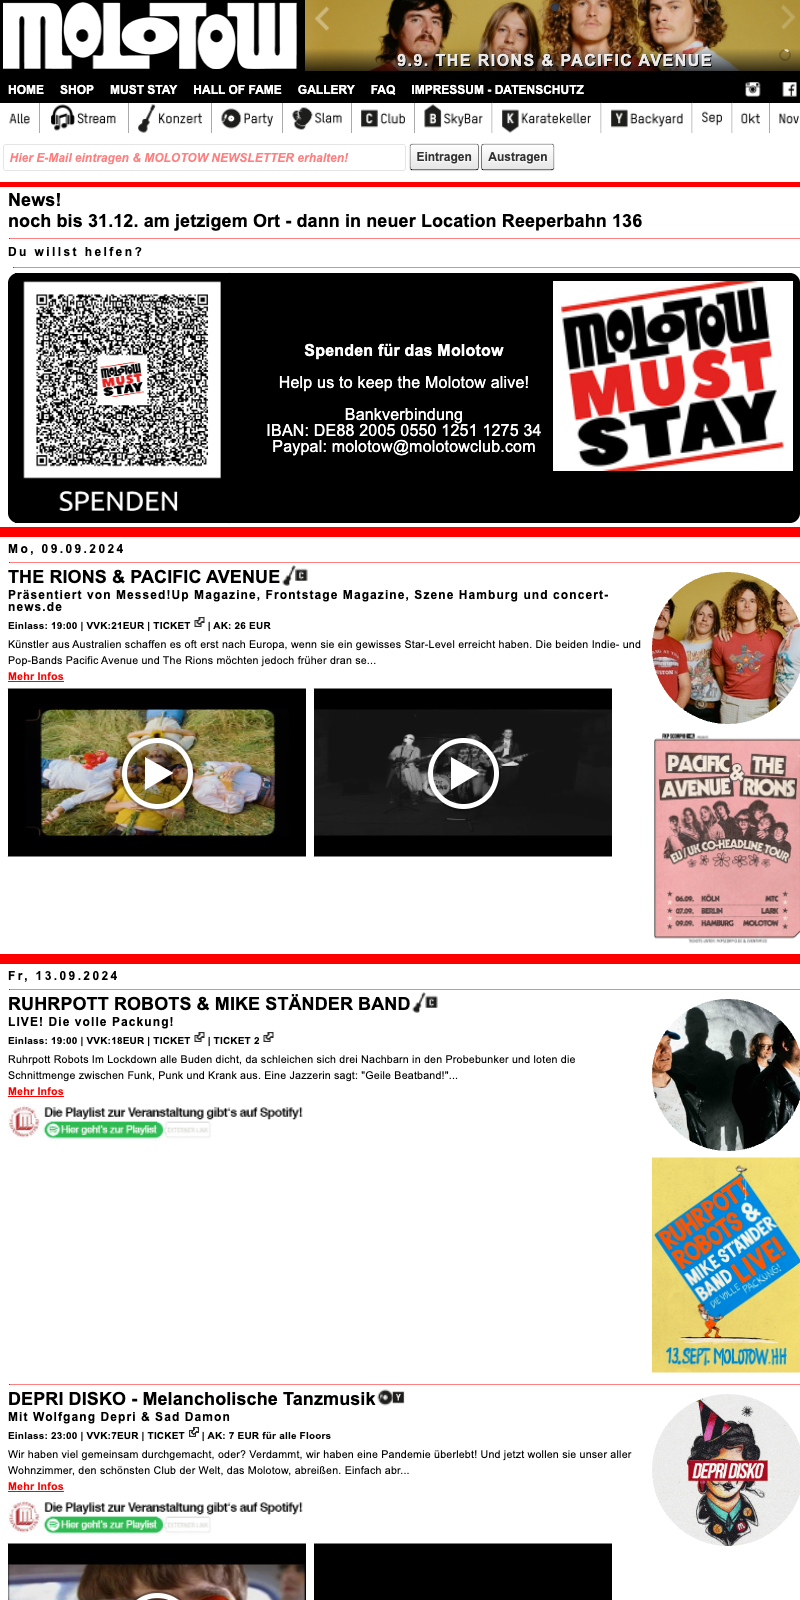 MOLOTOW
9.9. THE RIONS & PACIFIC AVENUE
HOME SHOP MUST STAY HALL OF FAME GALLERY FAQ IMPRESSUM - DATENSCHUTZ
Alle Stream Konzert Party Slam C Club B SkyBar K Karatekeller Y Backyard Sep Okt Nov
Hier E-Mail eintragen & MOLOTOW NEWSLETTER erhalten! Eintragen Austragen
News!
noch bis 31.12. am jetzigem Ort - dann in neuer Location Reeperbahn 136
Du willst helfen?
MOLOTOW
MUST
STAY
SPENDEN
Spenden für das Molotow
Help us to keep the Molotow alive!
Bankverbindung
IBAN: DE88 2005 0550 1251 1275 34
Paypal: molotow@molotowclub.com
MOLOTOW
MUST
STAY
Mo, 09.09.2024
THE RIONS & PACIFIC AVENUE C
Präsentiert von Messed!Up Magazine, Frontstage Magazine, Szene Hamburg und concert-
news.de
Einlass: 19:00 | VVK:21EUR | TICKET | AK: 26 EUR
Künstler aus Australien schaffen es oft erst nach Europa, wenn sie ein gewisses Star-Level erreicht haben. Die beiden Indie- und
Pop-Bands Pacific Avenue und The Rions möchten jedoch früher dran se...
Mehr Infos
PACIFIC & THE
AVENUE RIONS
EU / UK CO-HEADLINE TOUR
06.09. KÖLN MTC
07.09. BERLIN LARK
09.09. HAMBURG MOLOTOW
Fr, 13.09.2024
RUHRPOTT ROBOTS & MIKE STÄNDER BAND C
LIVE! Die volle Packung!
Einlass: 19:00 | VVK:18EUR | TICKET | TICKET 2
Ruhrpott Robots Im Lockdown alle Buden dicht, da schleichen sich drei Nachbarn in den Probebunker und loten die
Schnittmenge zwischen Funk, Punk und Krank aus. Eine Jazzerin sagt: "Geile Beatband!"...
Mehr Infos
Die Playlist zur Veranstaltung gibt's auf Spotify!
Hier geht's zur Playlist EXTERNER LINK
RUHRPOTT
ROBOTS &
MIKE STÄNDER
BAND LIVE!
DIE VOLLE PACKUNG!
13.SEPT. MOLOTOW.HH
DEPRI DISKO - Melancholische Tanzmusik Y
Mit Wolfgang Depri & Sad Damon
Einlass: 23:00 | VVK:7EUR | TICKET | AK: 7 EUR für alle Floors
Wir haben viel gemeinsam durchgemacht, oder? Verdammt, wir haben eine Pandemie überlebt! Und jetzt wollen sie unser aller
Wohnzimmer, den schönsten Club der Welt, das Molotow, abreißen. Einfach abr...
Mehr Infos
Die Playlist zur Veranstaltung gibt's auf Spotify!
Hier geht's zur Playlist EXTERNER LINK
DEPRI DISKO